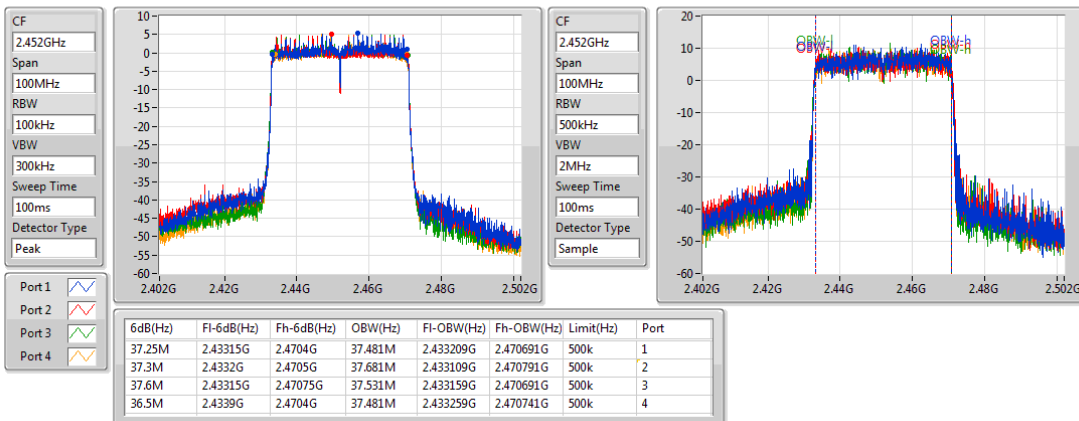 CF
2.452GHz
Span
100MHz
RBW
100kHz
VBW
300kHz
Sweep Time
100ms
Detector Type
Peak
10
5
0
-5
-10
-15
-20
-25
-30
-35
-40
-45
-50
-55
-60
2.402G 2.42G 2.44G 2.46G 2.48G 2.502G
CF
2.452GHz
Span
100MHz
RBW
500kHz
VBW
2MHz
Sweep Time
100ms
Detector Type
Sample
20
10
0
-10
-20
-30
-40
-50
-60
OBW-l OBW-h
2.402G 2.42G 2.44G 2.46G 2.48G 2.502G
Port 1
Port 2
Port 3
Port 4
6dB(Hz) Fl-6dB(Hz) Fh-6dB(Hz) OBW(Hz) Fl-OBW(Hz) Fh-OBW(Hz) Limit(Hz) Port
37.25M 2.43315G 2.4704G 37.481M 2.433209G 2.470691G 500k 1
37.3M 2.4332G 2.4705G 37.681M 2.433109G 2.470791G 500k 2
37.6M 2.43315G 2.47075G 37.531M 2.433159G 2.470691G 500k 3
36.5M 2.4339G 2.4704G 37.481M 2.433259G 2.470741G 500k 4